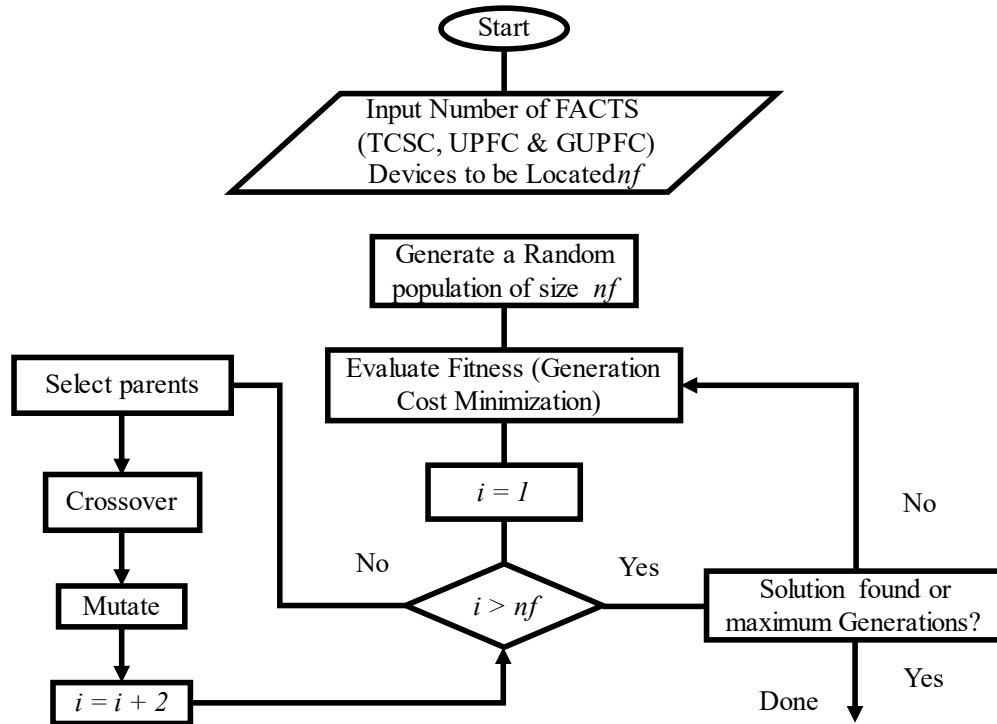 Start
Input Number of FACTS
(TCSC, UPFC & GUPFC)
Devices to be Located nf
Generate a Random
population of size nf
Evaluate Fitness (Generation
Cost Minimization)
i = 1
i > nf
No
Select parents
Crossover
Mutate
i = i + 2
Yes
Solution found or
maximum Generations?
No
Yes
Done